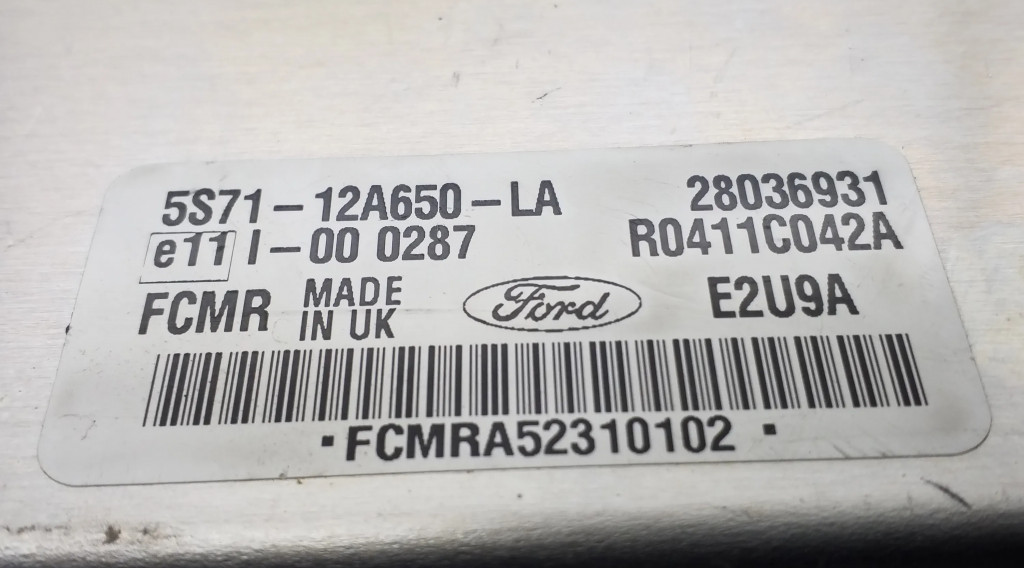 5S71-12A650-LA 28036931
e11 I-00 0287 R0411C042A
FCMR MADE IN UK Ford E2U9A
·FCMRA52310102·